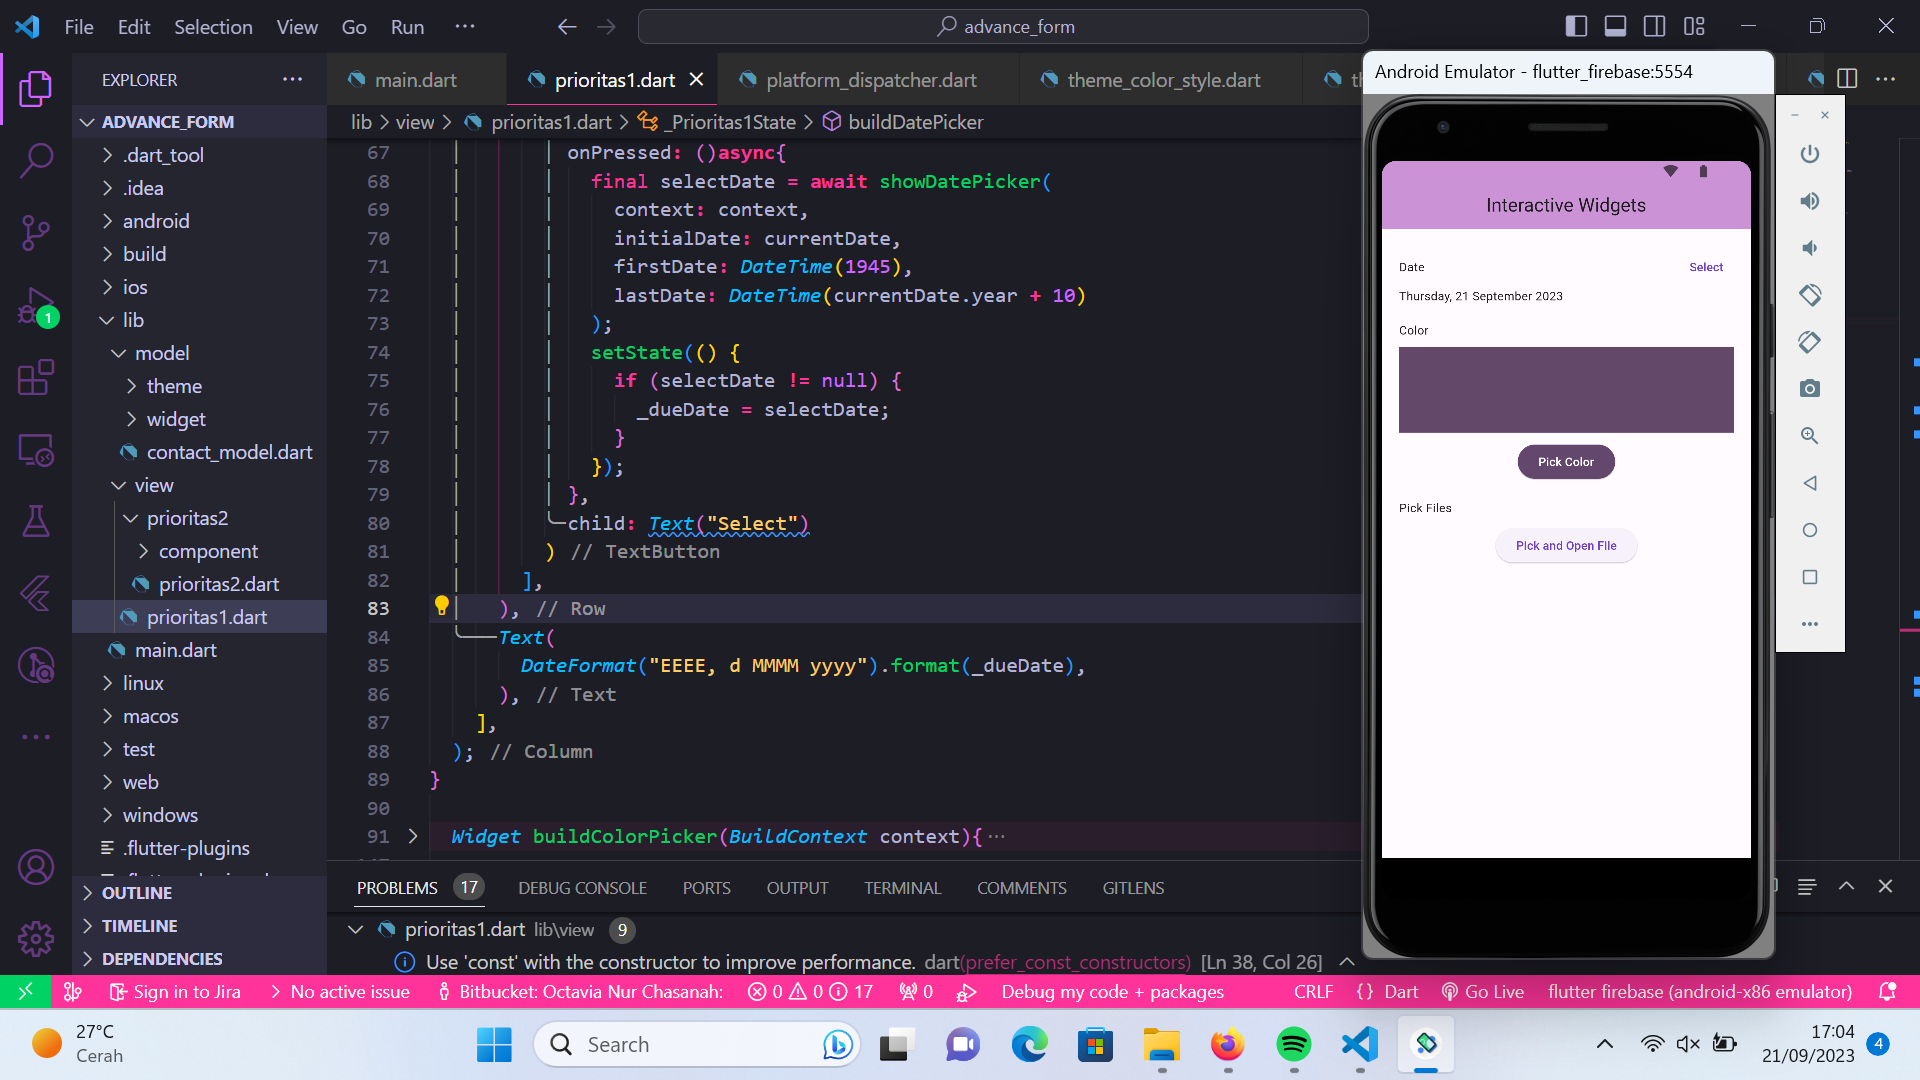 File Edit Selection View Go Run ···
advance_form
EXPLORER ···
ADVANCE_FORM
.dart_tool
.idea
android
build
ios
lib
model
theme
widget
contact_model.dart
view
prioritas2
component
prioritas2.dart
prioritas1.dart
main.dart
linux
macos
test
web
windows
.flutter-plugins
OUTLINE
TIMELINE
DEPENDENCIES
1
main.dart prioritas1.dart platform_dispatcher.dart theme_color_style.dart
lib > view > prioritas1.dart > _Prioritas1State > buildDatePicker
67 onPressed: ()async{
68 final selectDate = await showDatePicker(
69 context: context,
70 initialDate: currentDate,
71 firstDate: DateTime(1945),
72 lastDate: DateTime(currentDate.year + 10)
73 );
74 setState(() {
75 if (selectDate != null) {
76 _dueDate = selectDate;
77 }
78 });
79 },
80 child: Text("Select")
81 ) // TextButton
82 ],
83 ), // Row
84 Text(
85 DateFormat("EEEE, d MMMM yyyy").format(_dueDate),
86 ), // Text
87 ],
88 ); // Column
89 }
90
91 Widget buildColorPicker(BuildContext context){···
PROBLEMS 17 DEBUG CONSOLE PORTS OUTPUT TERMINAL COMMENTS GITLENS
prioritas1.dart lib\view 9
Use 'const' with the constructor to improve performance. dart(prefer_const_constructors) [Ln 38, Col 26]
Android Emulator - flutter_firebase:5554
Interactive Widgets
Date Select
Thursday, 21 September 2023
Color
Pick Color
Pick Files
Pick and Open File
Sign in to Jira No active issue Bitbucket: Octavia Nur Chasanah: 0 0 17 0 Debug my code + packages CRLF {} Dart Go Live flutter firebase (android-x86 emulator)
27°C
Cerah
Search
17:04
21/09/2023
4